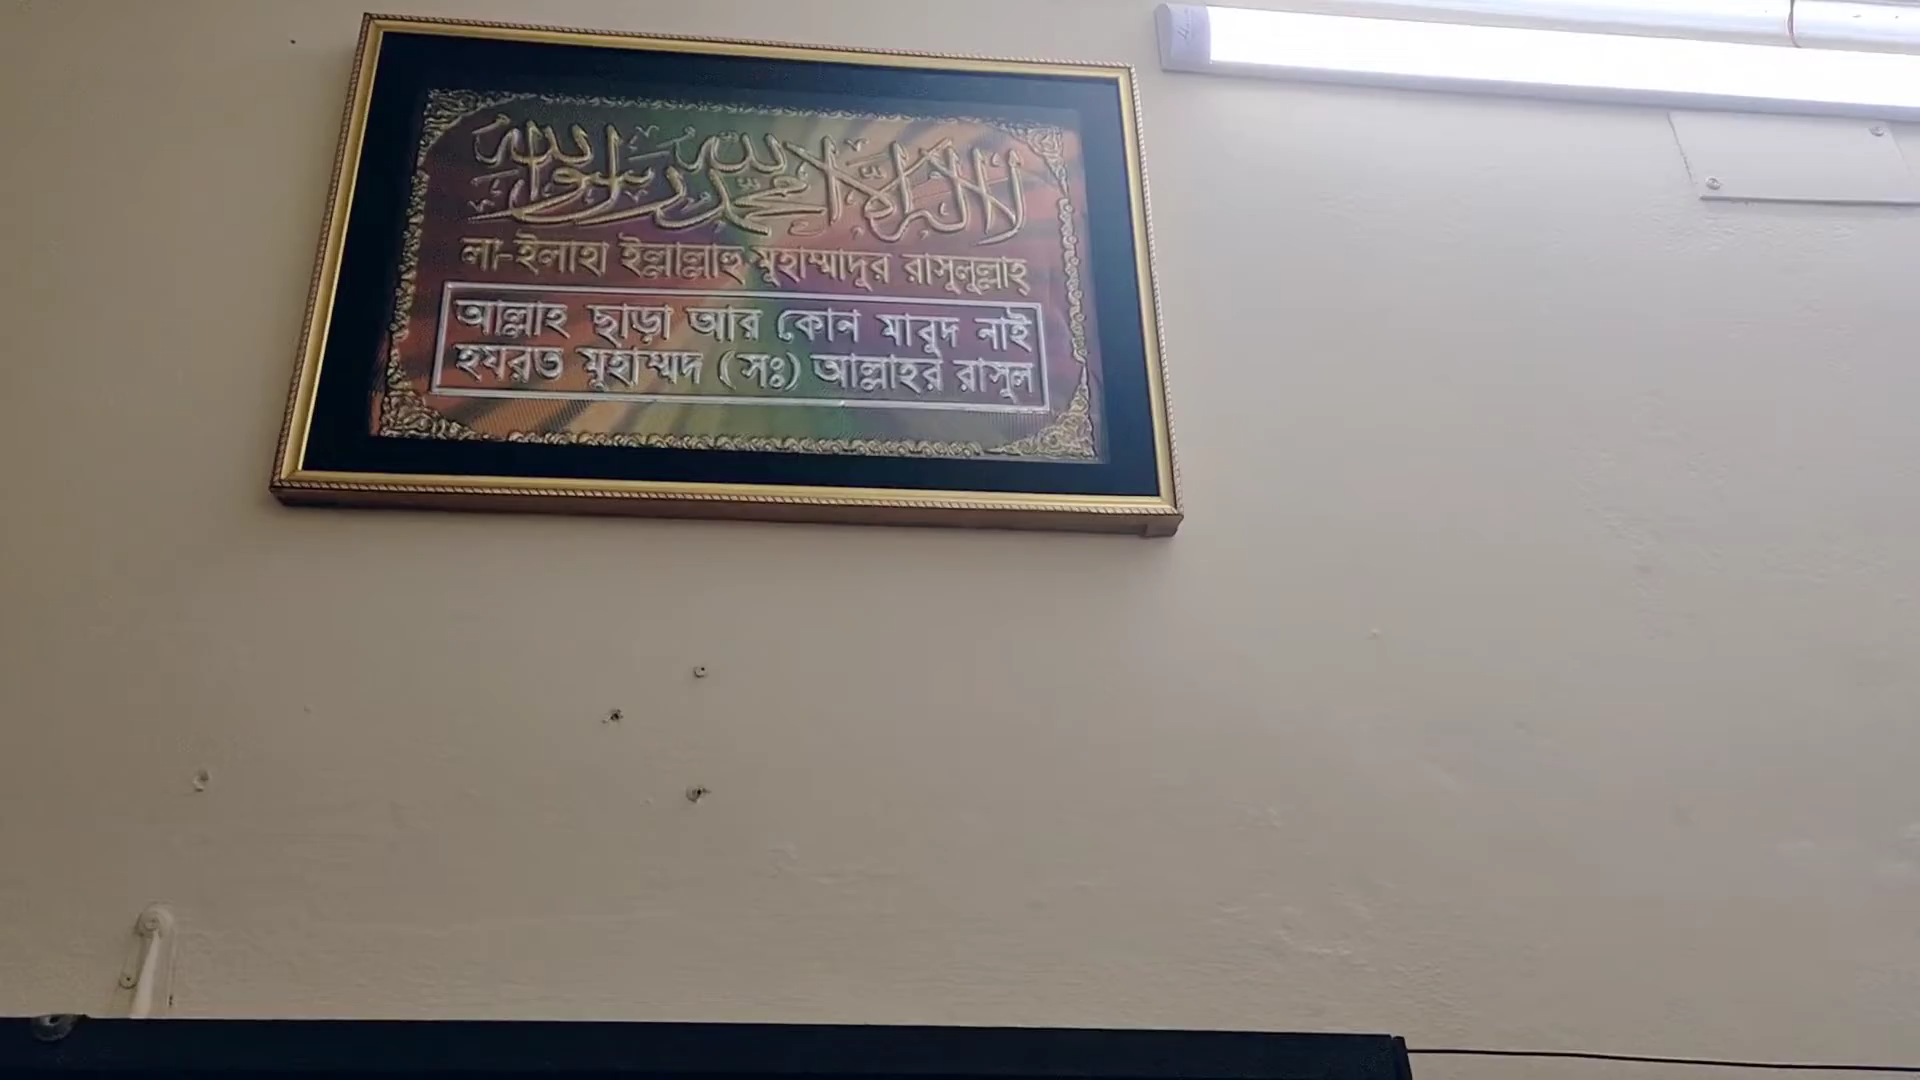 لا إله إلا الله محمد رسول الله
লা-ইলাহা ইল্লাল্লাহু মুহাম্মাদুর রাসুলুল্লাহ্
আল্লাহ ছাড়া আর কোন মাবুদ নাই
হযরত মুহাম্মদ (সঃ) আল্লাহর রাসুল